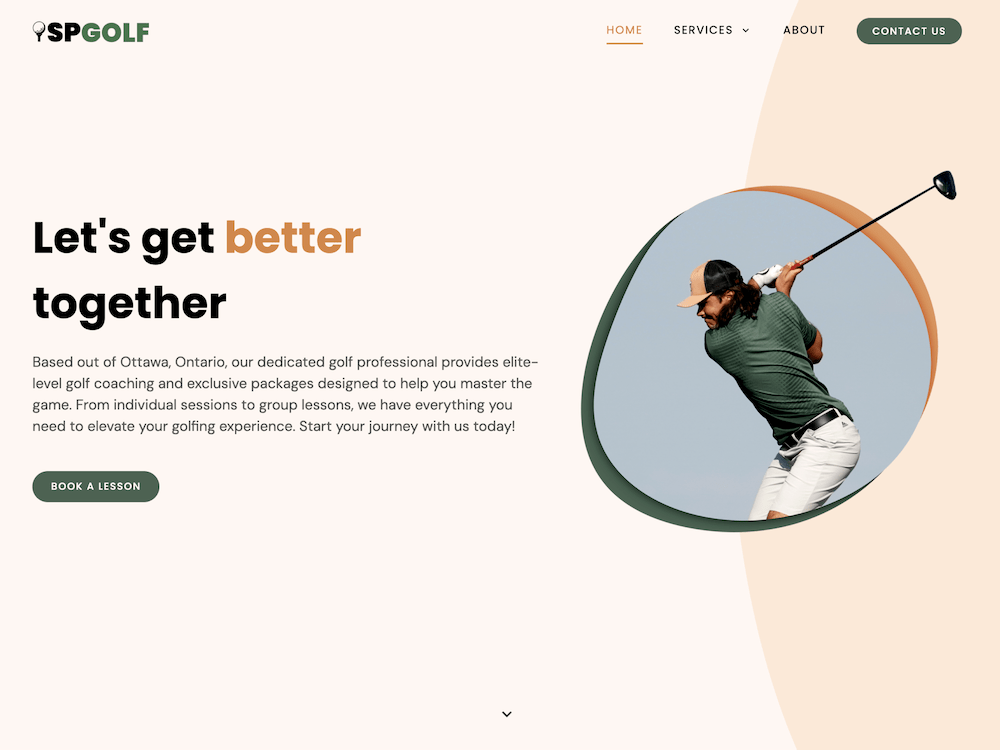 SPGOLF
HOME SERVICES ABOUT CONTACT US
Let's get better
together
Based out of Ottawa, Ontario, our dedicated golf professional provides elite-
level golf coaching and exclusive packages designed to help you master the
game. From individual sessions to group lessons, we have everything you
need to elevate your golfing experience. Start your journey with us today!
BOOK A LESSON